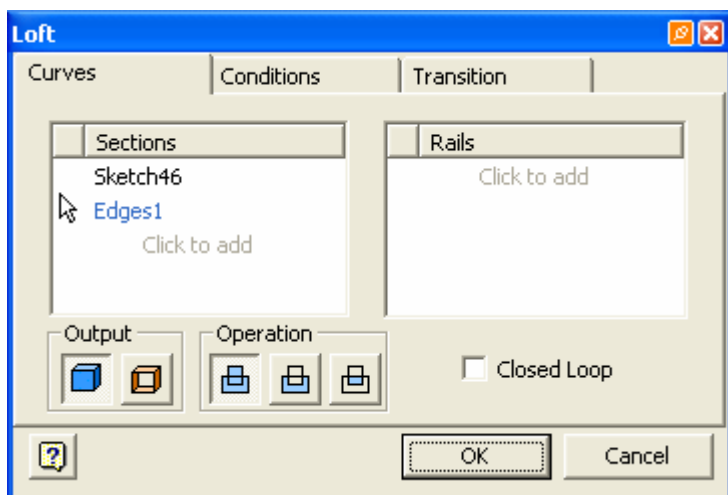 Loft
Curves Conditions Transition
Sections Rails
Sketch46 Click to add
Edges1
Click to add
Output Operation
Closed Loop
? OK Cancel